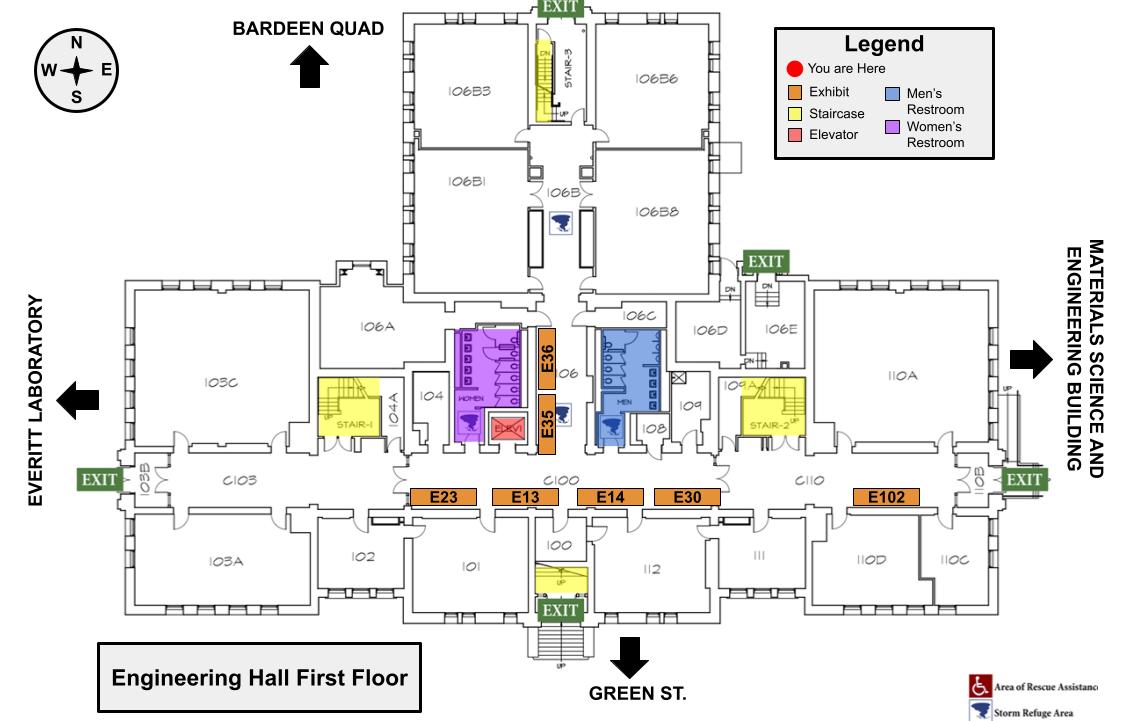 BARDEEN QUAD
N
W E
S
EXIT
Legend
You are Here
Exhibit
Staircase
Elevator
Men's
Restroom
Women's
Restroom
DN
STAIR-3
UP
106B3
106B6
106B1
106B
106B8
EXIT
DN
DN
106A
106C
106D
106E
DN
EVERITT LABORATORY
MATERIALS SCIENCE AND
ENGINEERING BUILDING
103C
UP
STAIR-1
104A
104
WOMEN
ELEV1
E36
106
E35
MEN
108
109
109A
UP
STAIR-2
110A
UP
EXIT
103B
C103
C100
C110
110B
EXIT
E23
E13
E14
E30
E102
103A
102
101
100
UP
112
111
110D
110C
EXIT
UP
Engineering Hall First Floor
GREEN ST.
Area of Rescue Assistanc
Storm Refuge Area